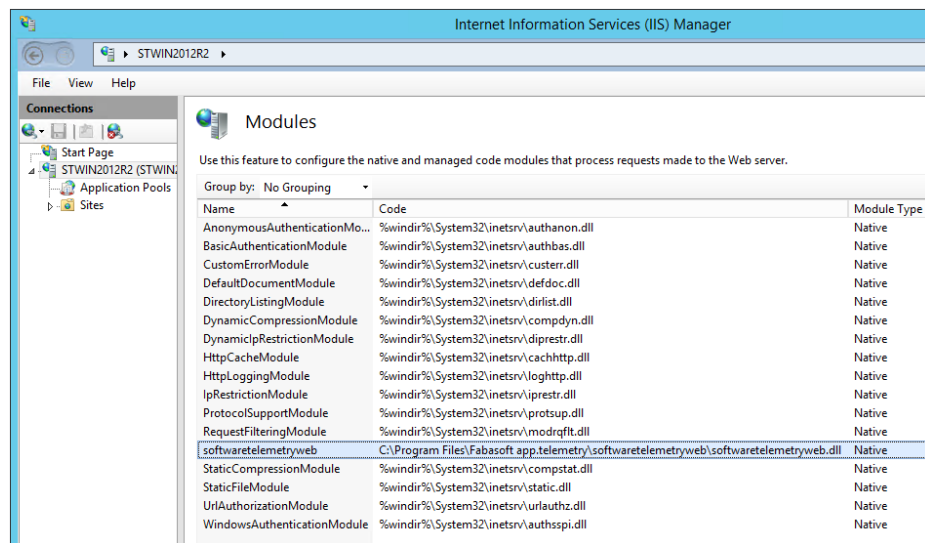 Internet Information Services (IIS) Manager
STWIN2012R2
File View Help
Connections
Start Page
STWIN2012R2 (STWIN2
Application Pools
Sites
Modules
Use this feature to configure the native and managed code modules that process requests made to the Web server.
Group by: No Grouping
Name Code Module Type
AnonymousAuthenticationMo... %windir%\System32\inetsrv\authanon.dll Native
BasicAuthenticationModule %windir%\System32\inetsrv\authbas.dll Native
CustomErrorModule %windir%\System32\inetsrv\custerr.dll Native
DefaultDocumentModule %windir%\System32\inetsrv\defdoc.dll Native
DirectoryListingModule %windir%\System32\inetsrv\dirlist.dll Native
DynamicCompressionModule %windir%\System32\inetsrv\compdyn.dll Native
DynamicIpRestrictionModule %windir%\System32\inetsrv\diprestr.dll Native
HttpCacheModule %windir%\System32\inetsrv\cachhttp.dll Native
HttpLoggingModule %windir%\System32\inetsrv\loghttp.dll Native
IpRestrictionModule %windir%\System32\inetsrv\iprestr.dll Native
ProtocolSupportModule %windir%\System32\inetsrv\protsup.dll Native
RequestFilteringModule %windir%\System32\inetsrv\modrqflt.dll Native
softwaretelemetryweb C:\Program Files\Fabasoft app.telemetry\softwaretelemetryweb\softwaretelemetryweb.dll Native
StaticCompressionModule %windir%\System32\inetsrv\compstat.dll Native
StaticFileModule %windir%\System32\inetsrv\static.dll Native
UrlAuthorizationModule %windir%\System32\inetsrv\urlauthz.dll Native
WindowsAuthenticationModule %windir%\System32\inetsrv\authsspi.dll Native